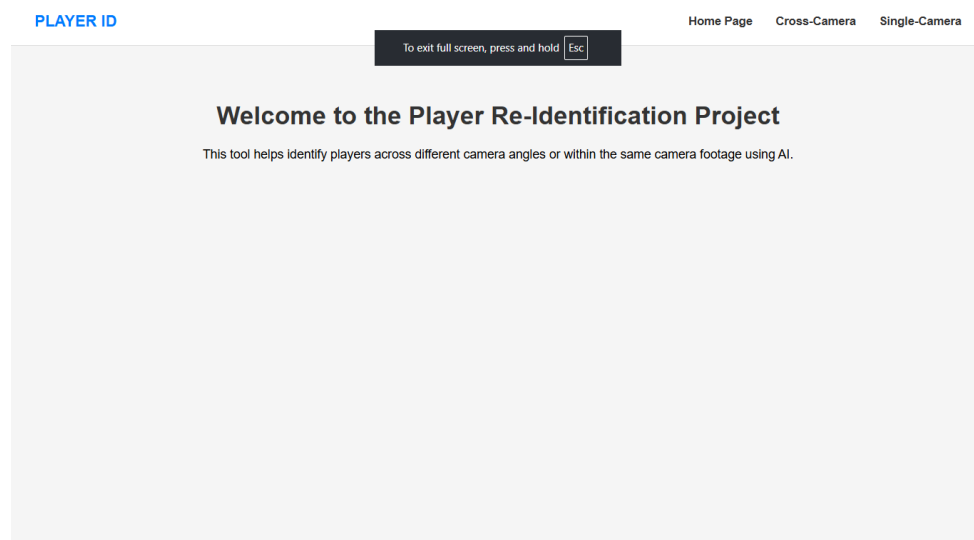 PLAYER ID
Home Page Cross-Camera Single-Camera
To exit full screen, press and hold Esc
Welcome to the Player Re-Identification Project
This tool helps identify players across different camera angles or within the same camera footage using AI.